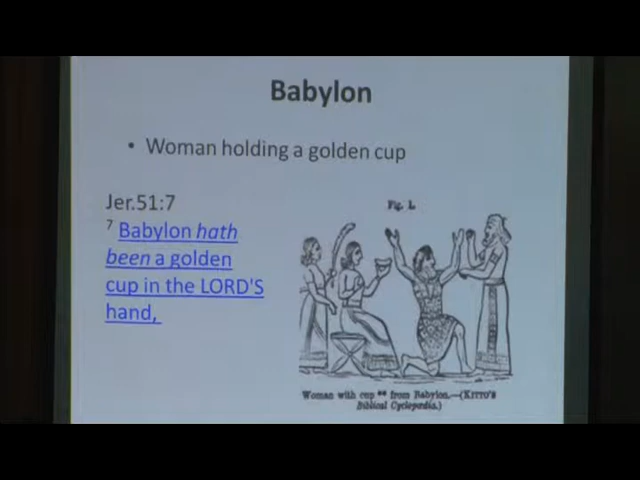 Babylon
• Woman holding a golden cup
Jer.51:7
7 Babylon hath
been a golden
cup in the LORD'S
hand,
Fig. 1.
Woman with cup ** from Babylon.—(KITTO'S
Biblical Cyclopædia.)